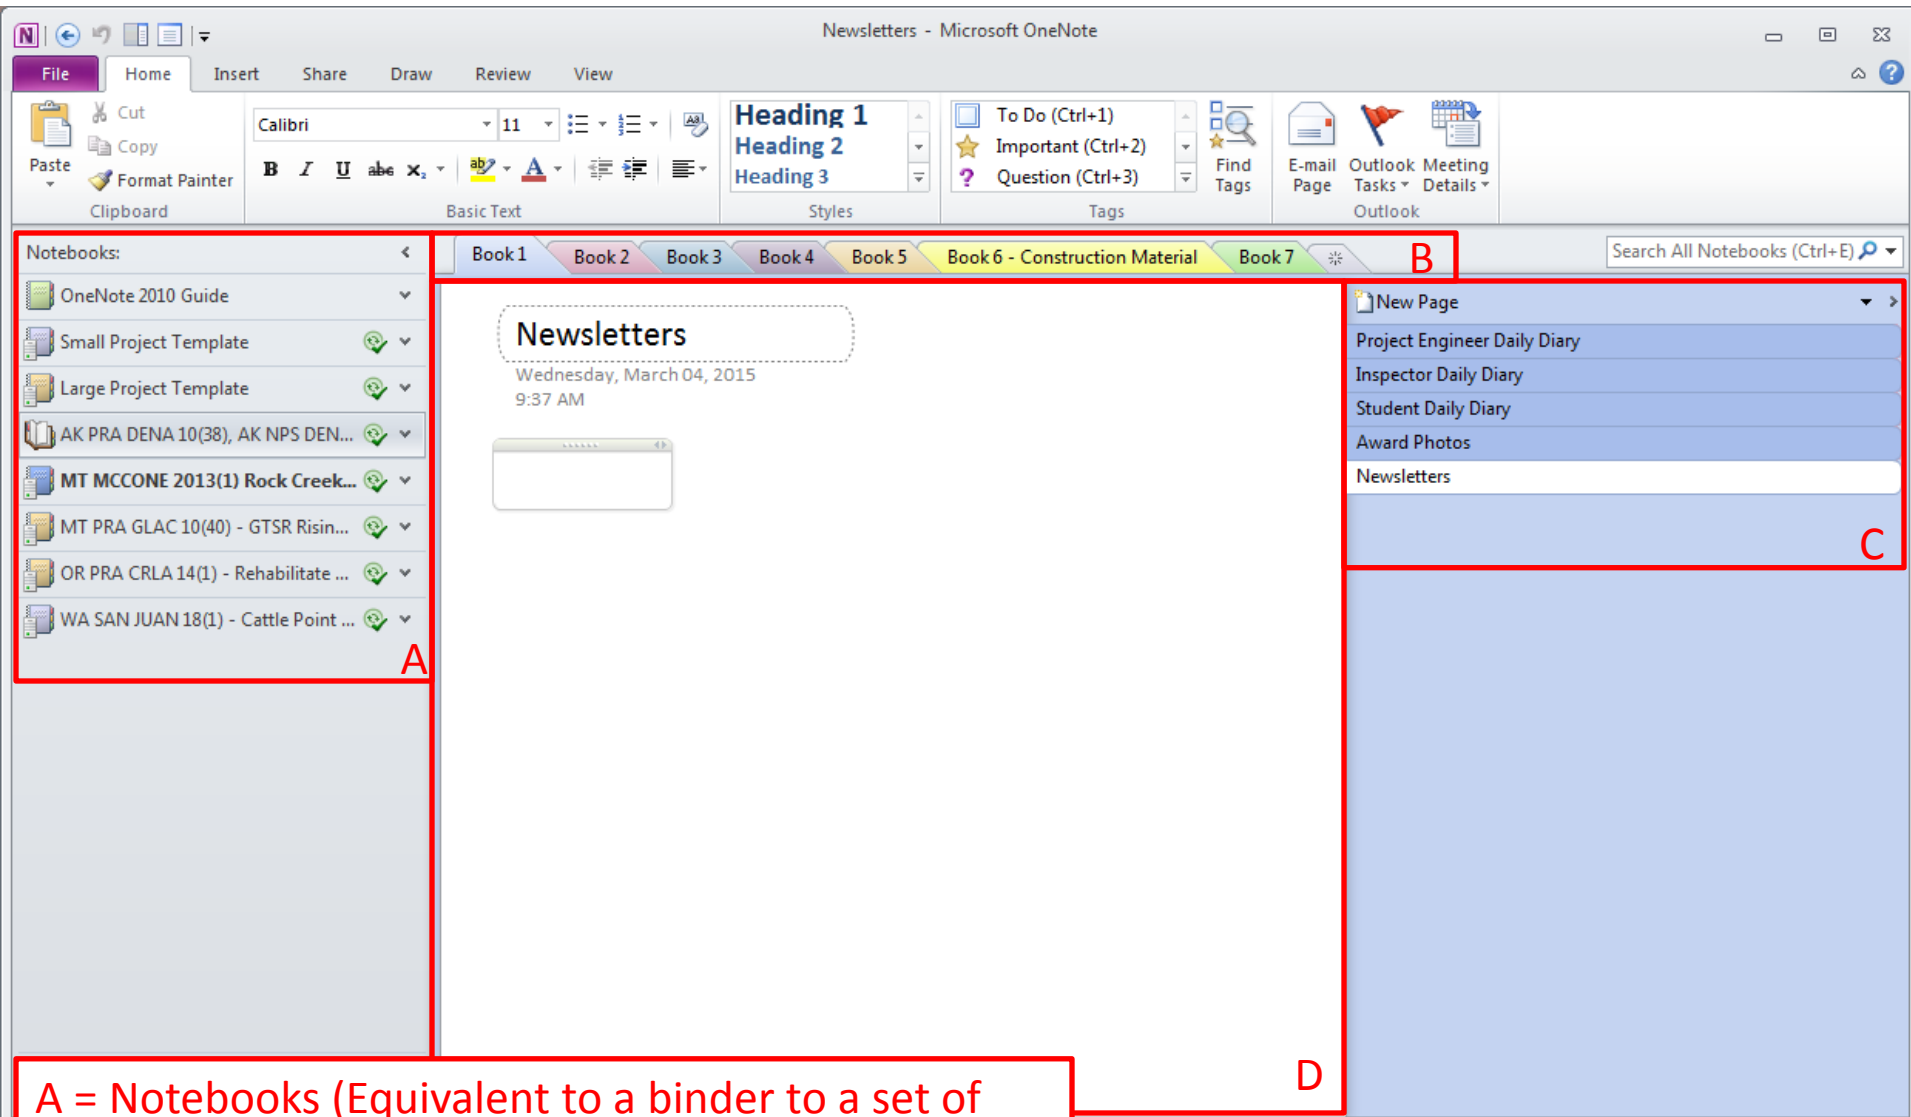 Newsletters - Microsoft OneNote
File Home Insert Share Draw Review View
Paste
Cut
Copy
Format Painter
Clipboard
Calibri 11
B I U abc x₂ ab A
Basic Text
Heading 1
Heading 2
Heading 3
Styles
To Do (Ctrl+1)
Important (Ctrl+2)
Question (Ctrl+3)
Find
Tags
Tags
E-mail
Page
Outlook
Tasks
Meeting
Details
Outlook
Notebooks:
OneNote 2010 Guide
Small Project Template
Large Project Template
AK PRA DENA 10(38), AK NPS DEN...
MT MCCONE 2013(1) Rock Creek...
MT PRA GLAC 10(40) - GTSR Risin...
OR PRA CRLA 14(1) - Rehabilitate ...
WA SAN JUAN 18(1) - Cattle Point ...
A
Book 1 Book 2 Book 3 Book 4 Book 5 Book 6 - Construction Material Book 7
B
Search All Notebooks (Ctrl+E)
Newsletters
Wednesday, March 04, 2015
9:37 AM
New Page
Project Engineer Daily Diary
Inspector Daily Diary
Student Daily Diary
Award Photos
Newsletters
C
D
A = Notebooks (Equivalent to a binder to a set of